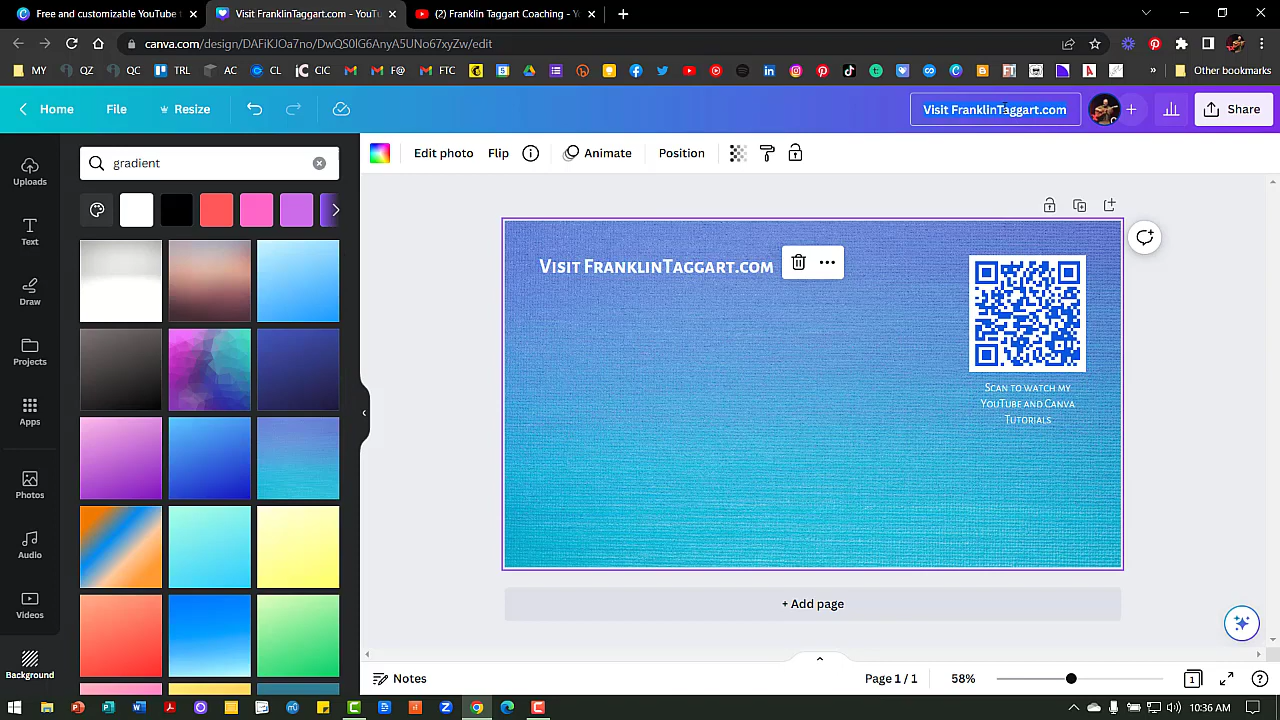 Free and customizable YouTube t
Visit FranklinTaggart.com - YouTu
(2) Franklin Taggart Coaching - Yo
canva.com/design/DAFiKJOa7no/DwQS0lG6AnyA5UNo67xyZw/edit
MY
QZ
QC
TRL
AC
CL
CIC
F@
FTC
Other bookmarks
Home
File
Resize
Visit FranklinTaggart.com
Share
Uploads
Text
Draw
Projects
Apps
Photos
Audio
Videos
Background
gradient
Edit photo
Flip
Animate
Position
Visit FranklinTaggart.com
Scan to watch my
YouTube and Canva
Tutorials
+ Add page
Notes
Page 1 / 1
58%
1
10:36 AM